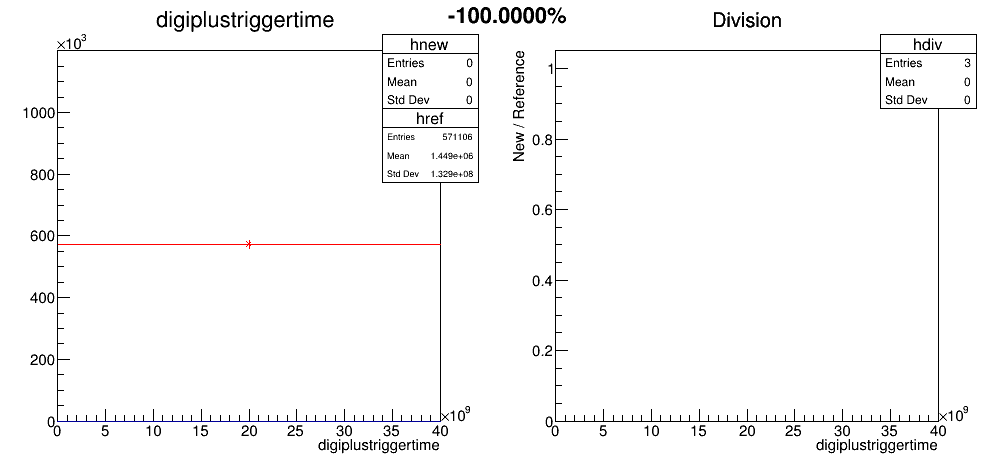 digiplustriggertime
-100.0000%
Division
×10³
hnew
Entries 0
Mean 0
Std Dev 0
href
Entries 571106
Mean 1.449e+06
Std Dev 1.329e+08
1000
800
600
400
200
0
0 5 10 15 20 25 30 35 40
×10⁹
digiplustriggertime
hdiv
Entries 3
Mean 0
Std Dev 0
New / Reference
1
0.8
0.6
0.4
0.2
0
0 5 10 15 20 25 30 35 40
×10⁹
digiplustriggertime